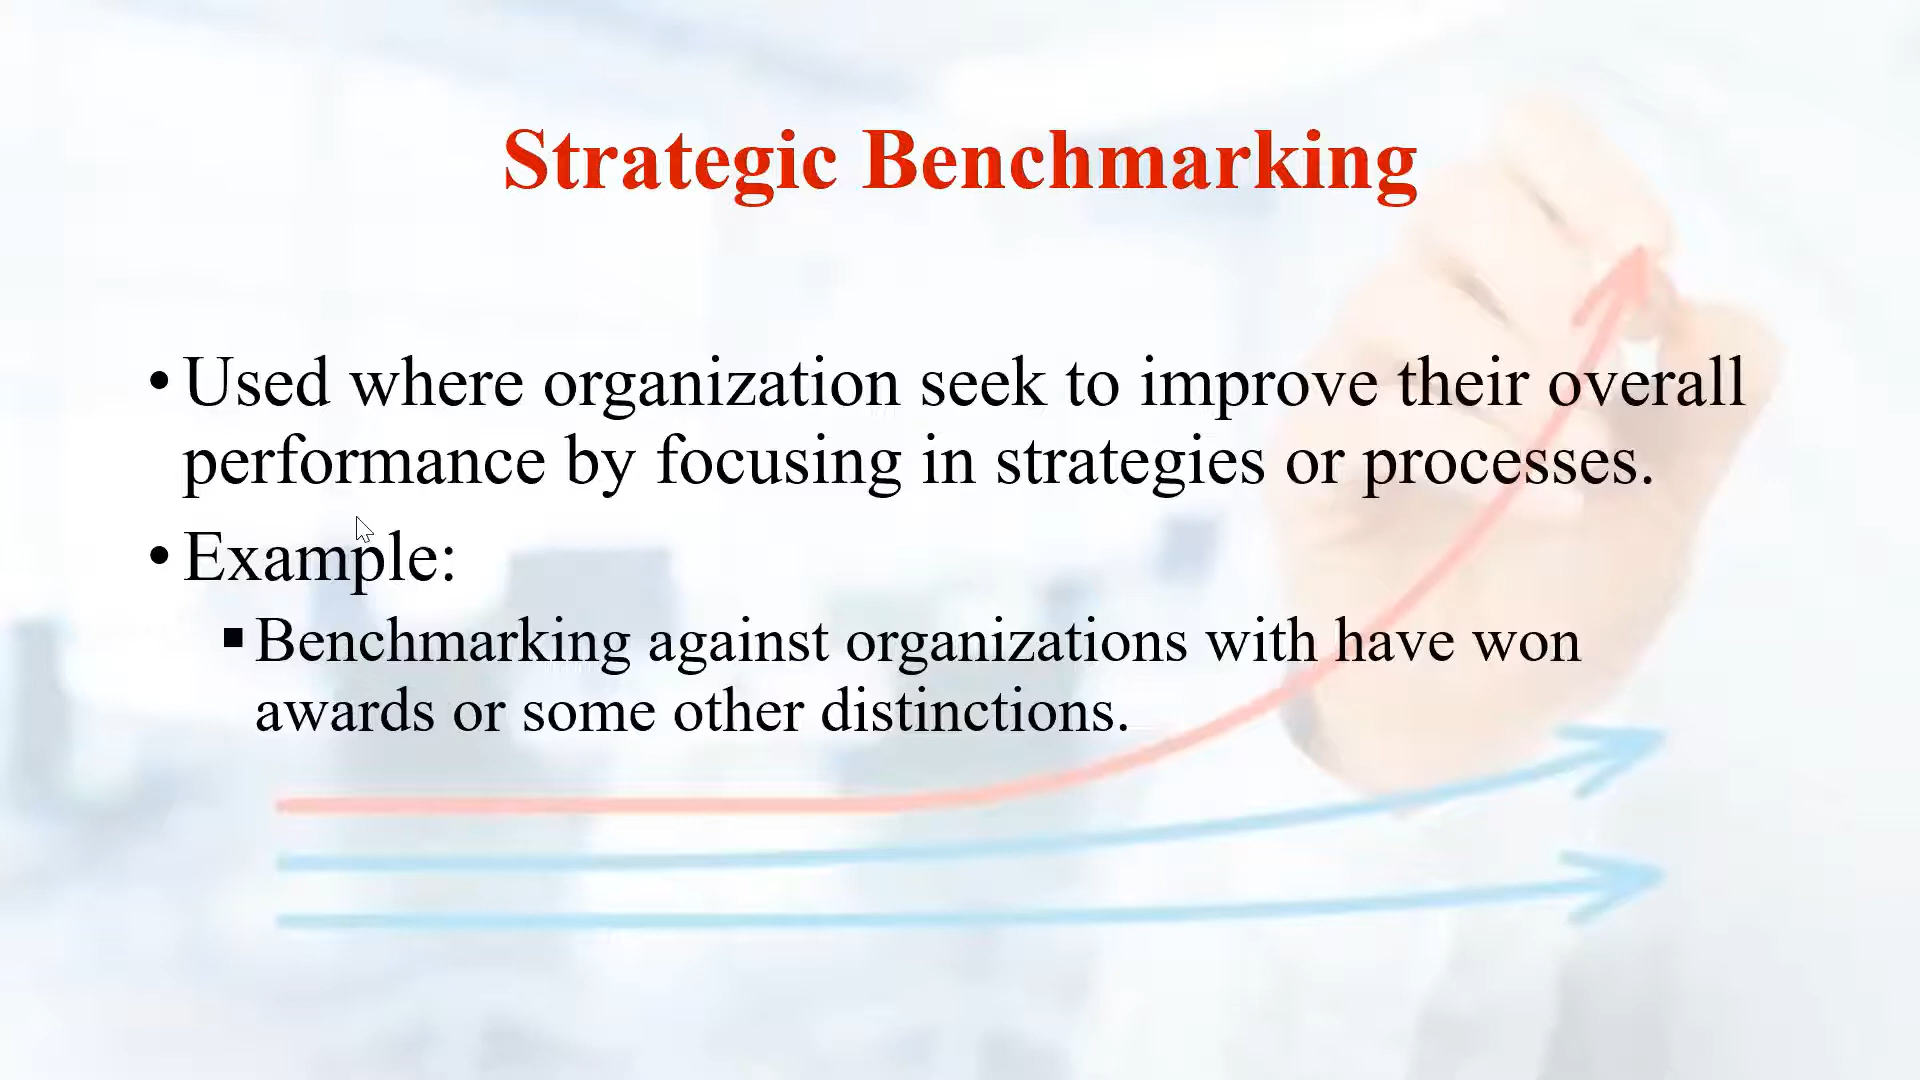 Strategic Benchmarking
• Used where organization seek to improve their overall
performance by focusing in strategies or processes.
• Example:
▪ Benchmarking against organizations with have won
awards or some other distinctions.